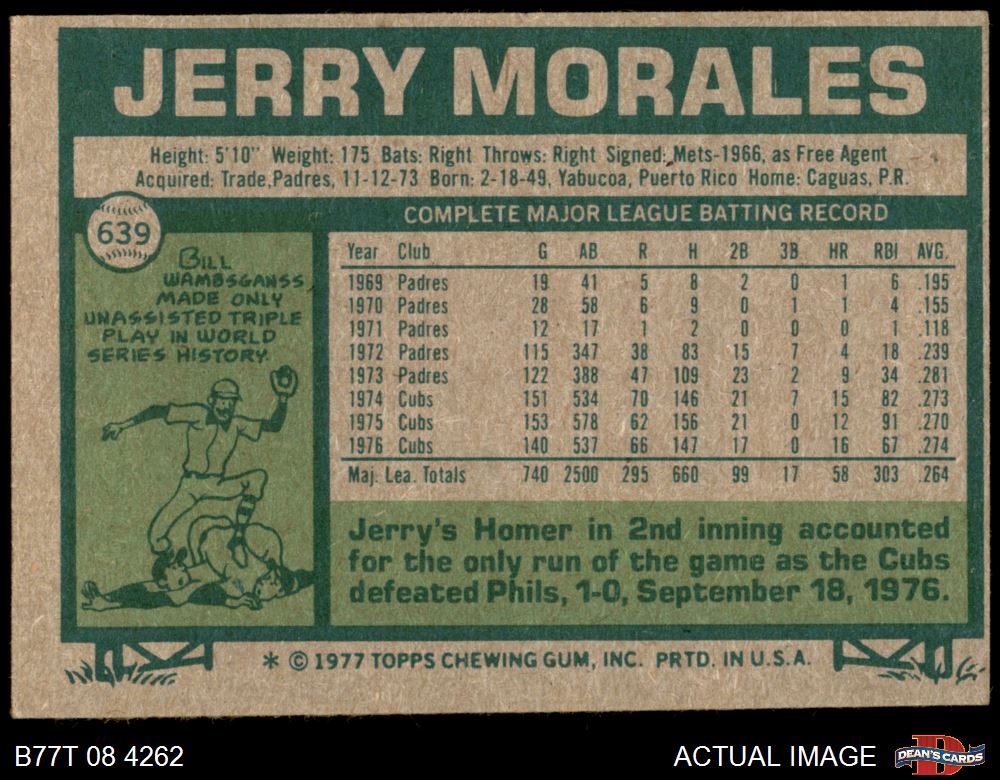 JERRY MORALES
Height: 5'10" Weight: 175 Bats: Right Throws: Right Signed: Mets-1966, as Free Agent
Acquired: Trade,Padres, 11-12-73 Born: 2-18-49, Yabucoa, Puerto Rico Home: Caguas, P.R.
639
COMPLETE MAJOR LEAGUE BATTING RECORD
BILL
WAMBSGANSS
MADE ONLY
UNASSISTED TRIPLE
PLAY IN WORLD
SERIES HISTORY.
Year Club G AB R H 2B 3B HR RBI AVG.
1969 Padres 19 41 5 8 2 0 1 6 .195
1970 Padres 28 58 6 9 0 1 1 4 .155
1971 Padres 12 17 1 2 0 0 0 1 .118
1972 Padres 115 347 38 83 15 7 4 18 .239
1973 Padres 122 388 47 109 23 2 9 34 .281
1974 Cubs 151 534 70 146 21 7 15 82 .273
1975 Cubs 153 578 62 156 21 0 12 91 .270
1976 Cubs 140 537 66 147 17 0 16 67 .274
Maj. Lea. Totals 740 2500 295 660 99 17 58 303 .264
Jerry's Homer in 2nd inning accounted
for the only run of the game as the Cubs
defeated Phils, 1-0, September 18, 1976.
* © 1977 TOPPS CHEWING GUM, INC. PRTD. IN U.S.A.
B77T 08 4262
ACTUAL IMAGE
D
DEAN'S CARDS